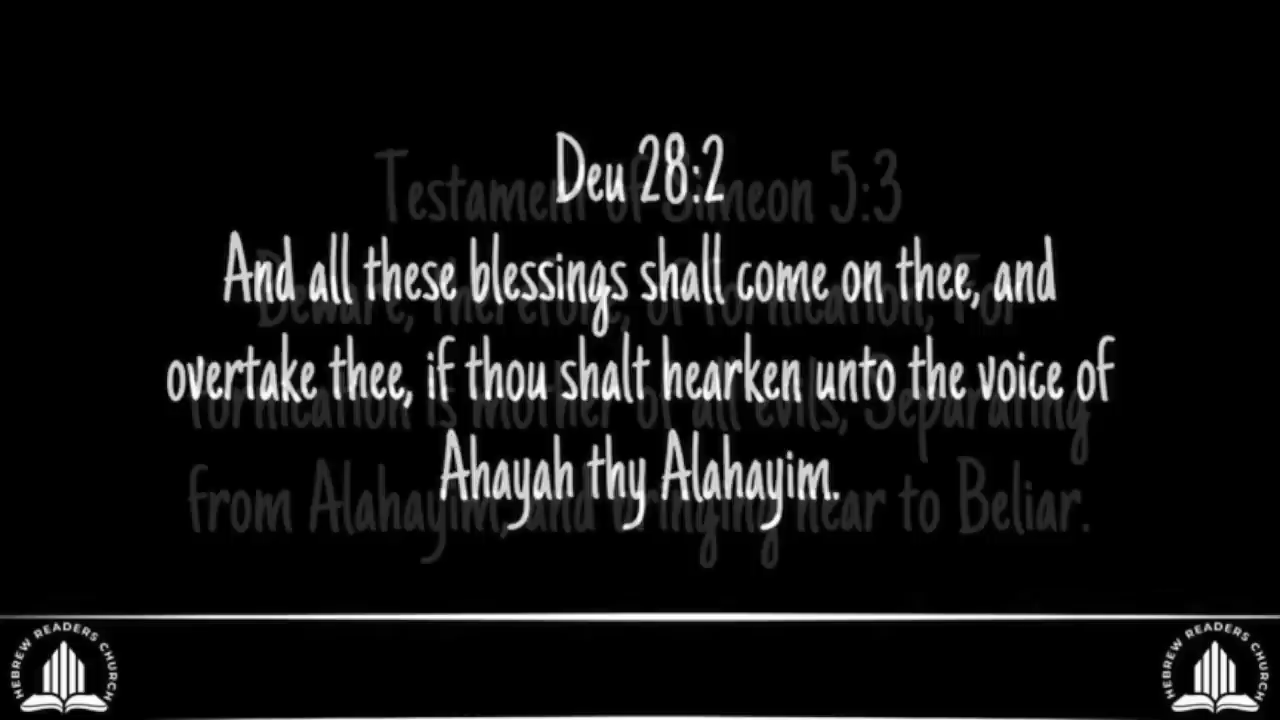 Deu 28:2
And all these blessings shall come on thee, and
overtake thee, if thou shalt hearken unto the voice of
Ahayah thy Alahayim.
Testament of Simeon 5:3
Beware, therefore, of fornication, For
fornication is mother of all evils, Separating
from Alahayim, and bringing near to Beliar.
HEBREW READERS CHURCH
HEBREW READERS CHURCH